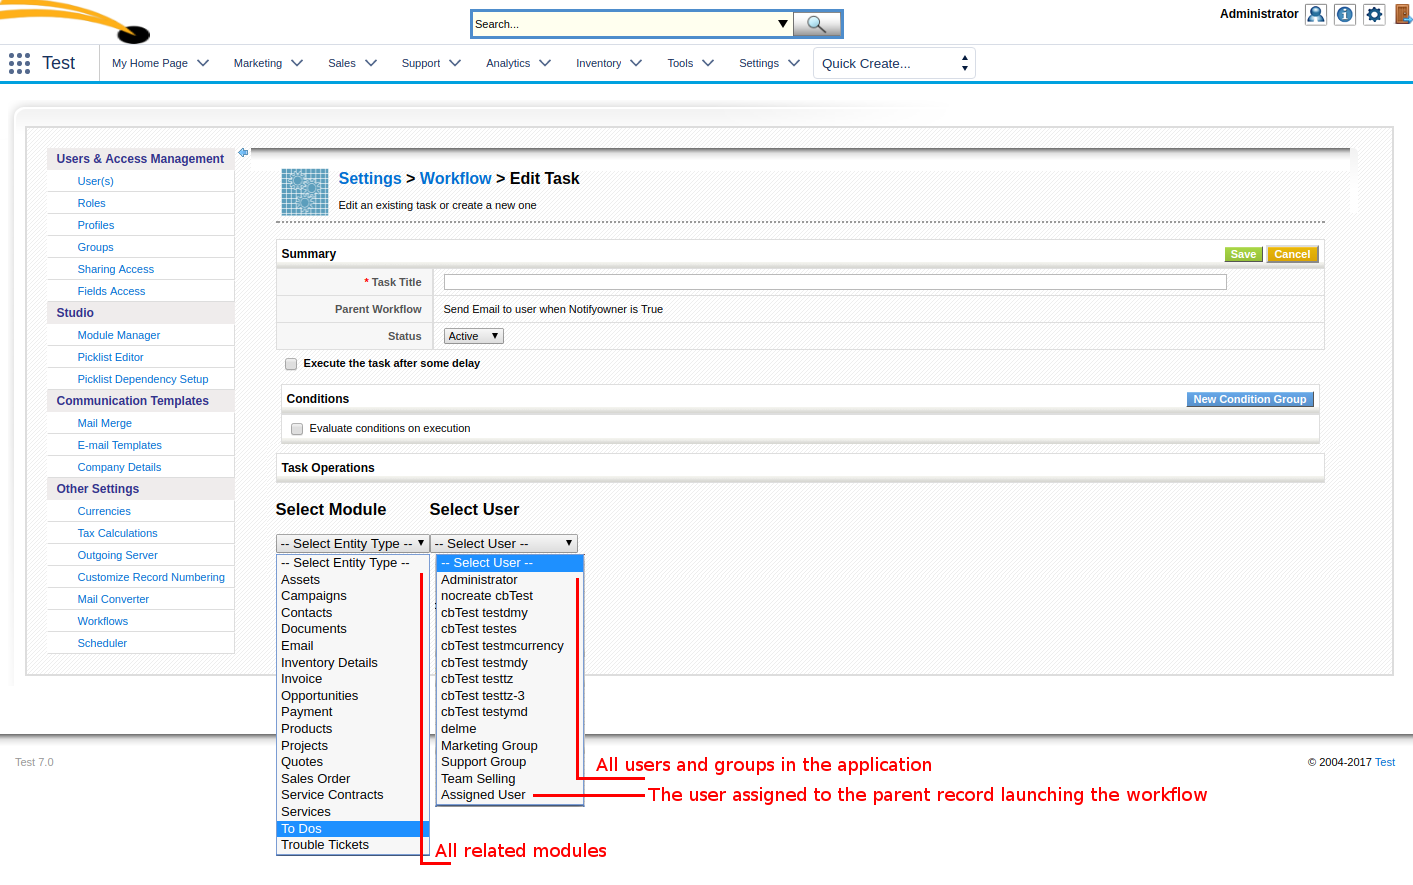 Search...
Administrator
Test
My Home Page
Marketing
Sales
Support
Analytics
Inventory
Tools
Settings
Quick Create...
Users & Access Management
User(s)
Roles
Profiles
Groups
Sharing Access
Fields Access
Studio
Module Manager
Picklist Editor
Picklist Dependency Setup
Communication Templates
Mail Merge
E-mail Templates
Company Details
Other Settings
Currencies
Tax Calculations
Outgoing Server
Customize Record Numbering
Mail Converter
Workflows
Scheduler
Settings > Workflow > Edit Task
Edit an existing task or create a new one
Summary
Save
Cancel
* Task Title
Parent Workflow
Send Email to user when Notifyowner is True
Status
Active
Execute the task after some delay
Conditions
New Condition Group
Evaluate conditions on execution
Task Operations
Select Module
Select User
-- Select Entity Type --
-- Select User --
-- Select Entity Type --
Assets
Campaigns
Contacts
Documents
Email
Inventory Details
Invoice
Opportunities
Payment
Products
Projects
Quotes
Sales Order
Service Contracts
Services
To Dos
Trouble Tickets
-- Select User --
Administrator
nocreate cbTest
cbTest testdmy
cbTest testes
cbTest testmcurrency
cbTest testmdy
cbTest testtz
cbTest testtz-3
cbTest testymd
delme
Marketing Group
Support Group
Team Selling
Assigned User
All users and groups in the application
The user assigned to the parent record launching the workflow
All related modules
Test 7.0
© 2004-2017 Test